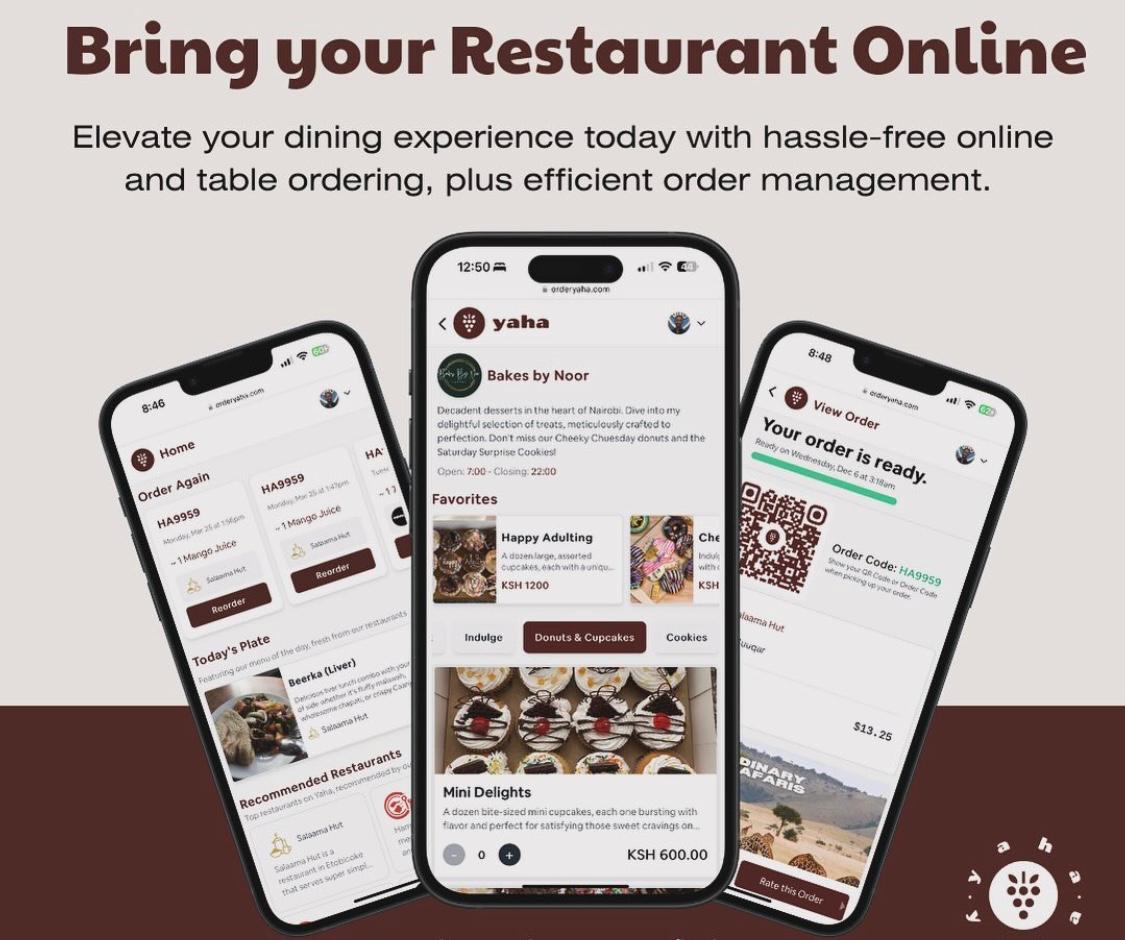 Bring your Restaurant Online
Elevate your dining experience today with hassle-free online
and table ordering, plus efficient order management.
8:46
orderyaha.com
Home
Order Again
HA9959
Monday, Mar 25 at 1:56pm
~ 1 Mango Juice
Salaama Hut
Reorder
HA9959
Monday, Mar 25 at 1:47pm
~ 1 Mango Juice
Salaama Hut
Reorder
HA
~ 1
Today's Plate
Featuring our menu of the day, fresh from our restaurants
Beerka (Liver)
Delicious liver lunch combo with your
of side whether it's fluffy malawah,
wholesome chapati, or crispy
Salaama Hut
Recommended Restaurants
Top restaurants on Yaha, recommended by
Salaama Hut
Salaama Hut is a
restaurant in Etobicoke
that serves super simpl...
12:50
44
orderyaha.com
yaha
Bakes by Noor
Decadent desserts in the heart of Nairobi. Dive into my
delightful selection of treats, meticulously crafted to
perfection. Don't miss our Cheeky Chuesday donuts and the
Saturday Surprise Cookies!
Open: 7:00 - Closing: 22:00
Favorites
Happy Adulting
A dozen large, assorted
cupcakes, each with a uniqu...
KSH 1200
Che
Indulg
with c
KSH
Indulge
Donuts & Cupcakes
Cookies
Mini Delights
A dozen bite-sized mini cupcakes, each one bursting with
flavor and perfect for satisfying those sweet cravings on...
- 0 +
KSH 600.00
8:48
orderyaha.com
View Order
Your order is ready.
Ready on Wednesday, Dec 6 at 3:18am
Order Code: HA9959
Show your QR Code or Order Code
when picking up your order.
alaama Hut
uuqar
$13.25
DINARY
AFARIS
Rate this Order
yaha